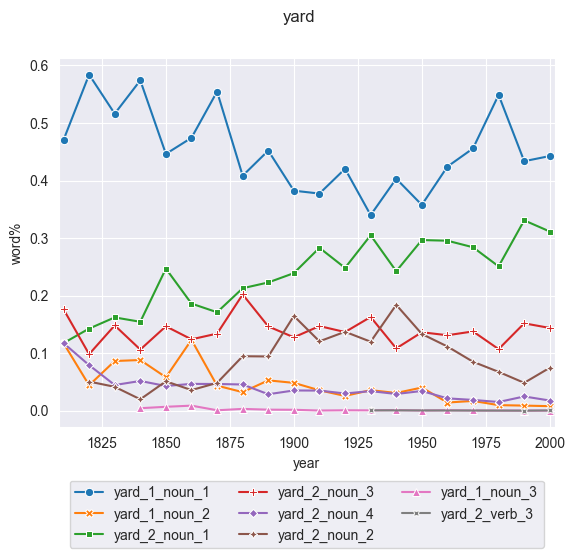 yard
0.6
0.5
0.4
0.3
0.2
0.1
0.0
word%
1825 1850 1875 1900 1925 1950 1975 2000
year
yard_1_noun_1 yard_2_noun_3 yard_1_noun_3
yard_1_noun_2 yard_2_noun_4 yard_2_verb_3
yard_2_noun_1 yard_2_noun_2